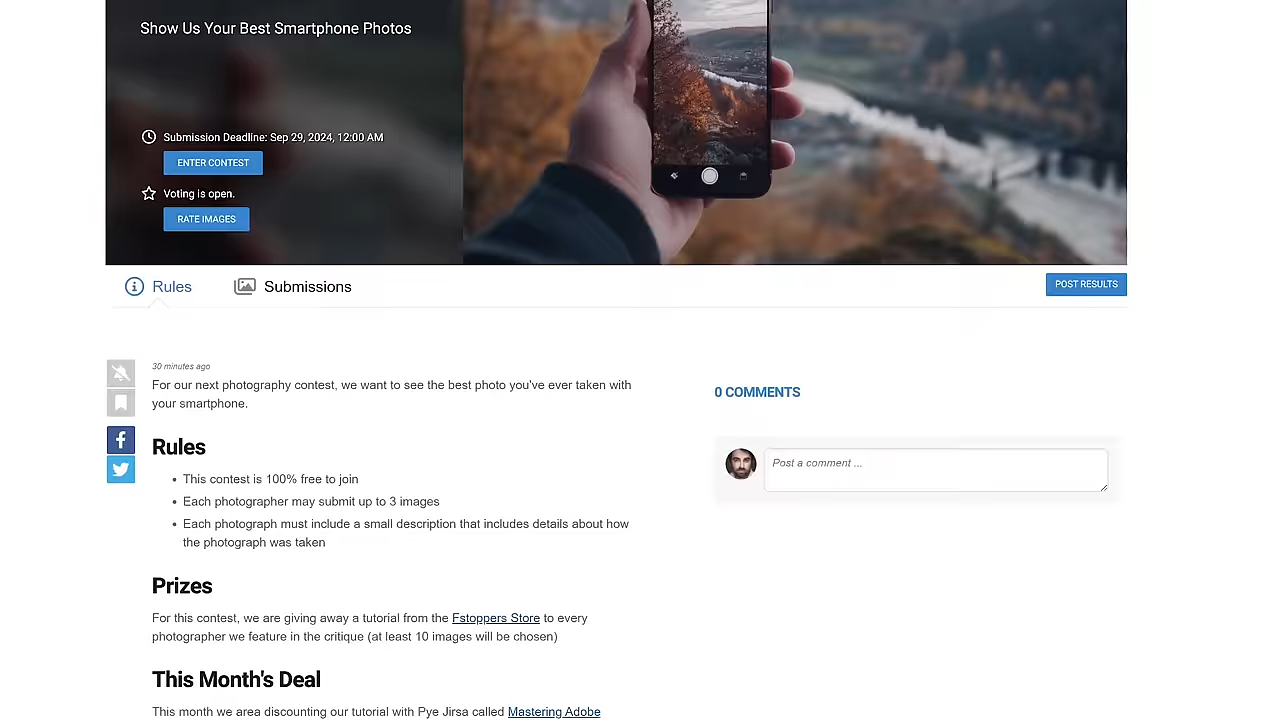 Show Us Your Best Smartphone Photos
Submission Deadline: Sep 29, 2024, 12:00 AM
ENTER CONTEST
Voting is open.
RATE IMAGES
Rules
Submissions
POST RESULTS
30 minutes ago
For our next photography contest, we want to see the best photo you've ever taken with
your smartphone.
0 COMMENTS
Post a comment ...
Rules
This contest is 100% free to join
Each photographer may submit up to 3 images
Each photograph must include a small description that includes details about how
the photograph was taken
Prizes
For this contest, we are giving away a tutorial from the Fstoppers Store to every
photographer we feature in the critique (at least 10 images will be chosen)
This Month's Deal
This month we area discounting our tutorial with Pye Jirsa called Mastering Adobe